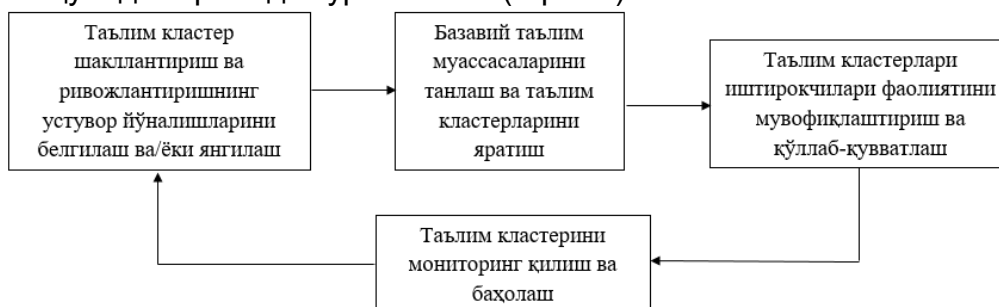 Таълим кластер
шакллантириш ва
ривожлантиришнинг
устувор йўналишларини
белгилаш ва/ёки янгилаш
Базавий таълим
муассасаларини
танлаш ва таълим
кластерларини
яратиш
Таълим кластерлари
иштирокчилари фаолиятини
мувофиқлаштириш ва
қўллаб-қувватлаш
Таълим кластерини
мониторинг қилиш ва
баҳолаш